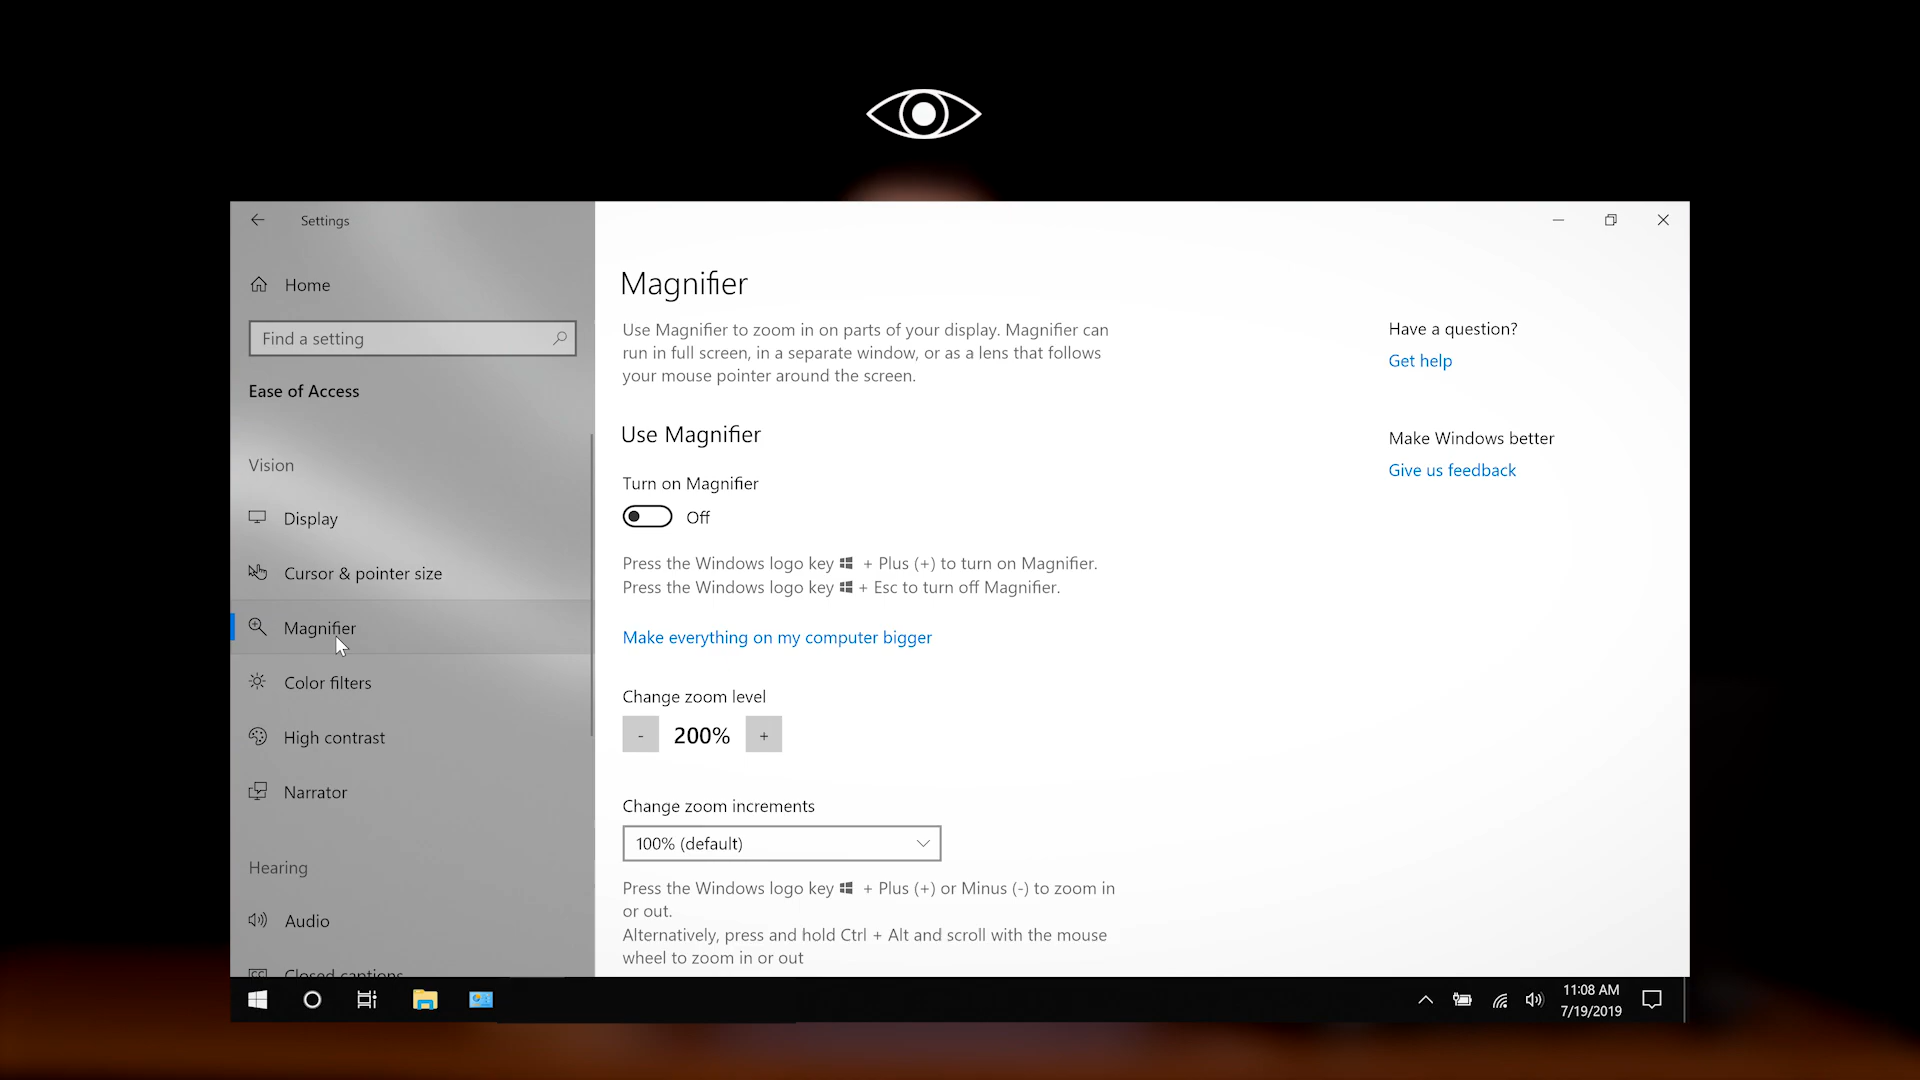 Settings
Home
Find a setting
Ease of Access
Vision
Display
Cursor & pointer size
Magnifier
Color filters
High contrast
Narrator
Hearing
Audio
Closed captions
Magnifier
Use Magnifier to zoom in on parts of your display. Magnifier can
run in full screen, in a separate window, or as a lens that follows
your mouse pointer around the screen.
Use Magnifier
Turn on Magnifier
Off
Press the Windows logo key + Plus (+) to turn on Magnifier.
Press the Windows logo key + Esc to turn off Magnifier.
Make everything on my computer bigger
Change zoom level
- 200% +
Change zoom increments
100% (default)
Press the Windows logo key + Plus (+) or Minus (-) to zoom in
or out.
Alternatively, press and hold Ctrl + Alt and scroll with the mouse
wheel to zoom in or out
Have a question?
Get help
Make Windows better
Give us feedback
11:08 AM
7/19/2019